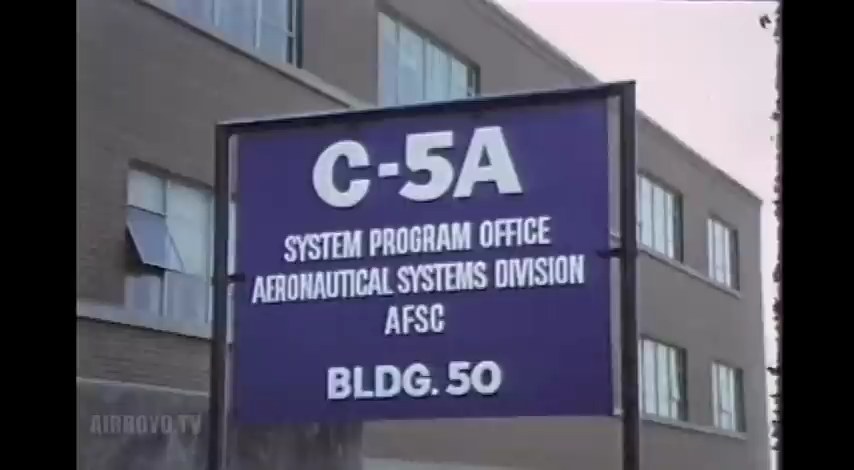 C-5A
SYSTEM PROGRAM OFFICE
AERONAUTICAL SYSTEMS DIVISION
AFSC
BLDG. 50
AIRBOYD.TV